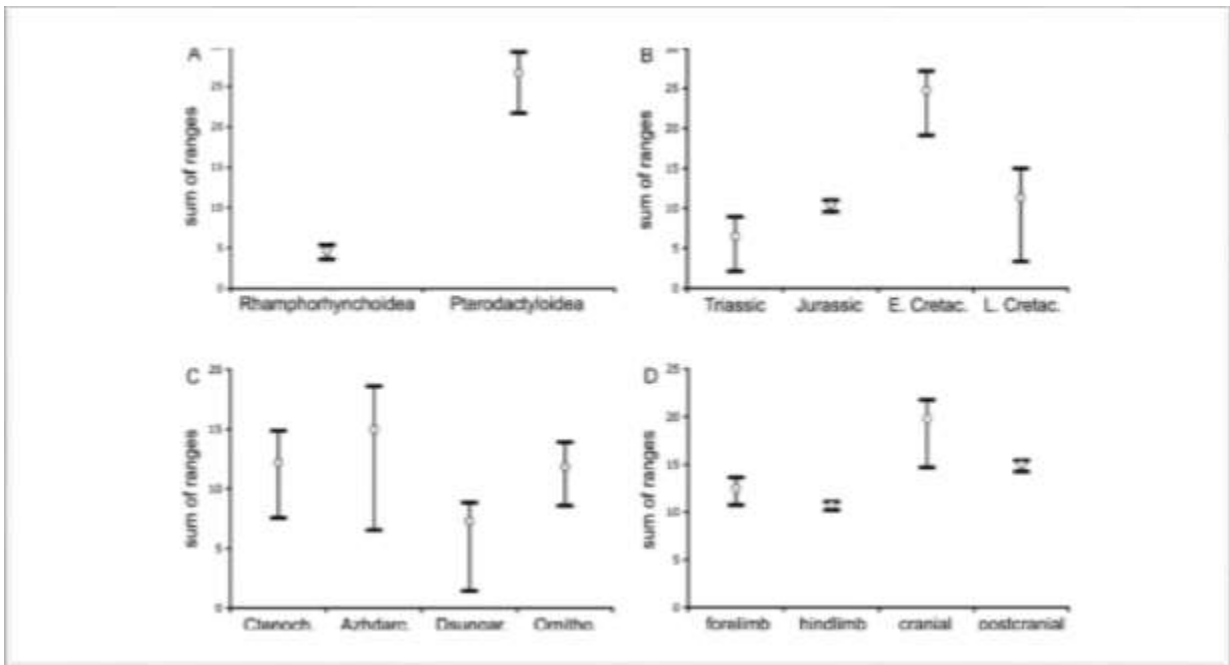 A
sum of ranges
25
20
15
10
5
0
Rhamphorhynchoidea Pterodactyloidea
B
sum of ranges
25
20
15
10
5
0
Triassic Jurassic E. Cretac. L. Cretac.
C
sum of ranges
25
15
10
5
0
Ctenoch. Azhdarc. Dsungar. Ornitho.
D
sum of ranges
25
20
15
10
5
0
forelimb hindlimb cranial postcranial